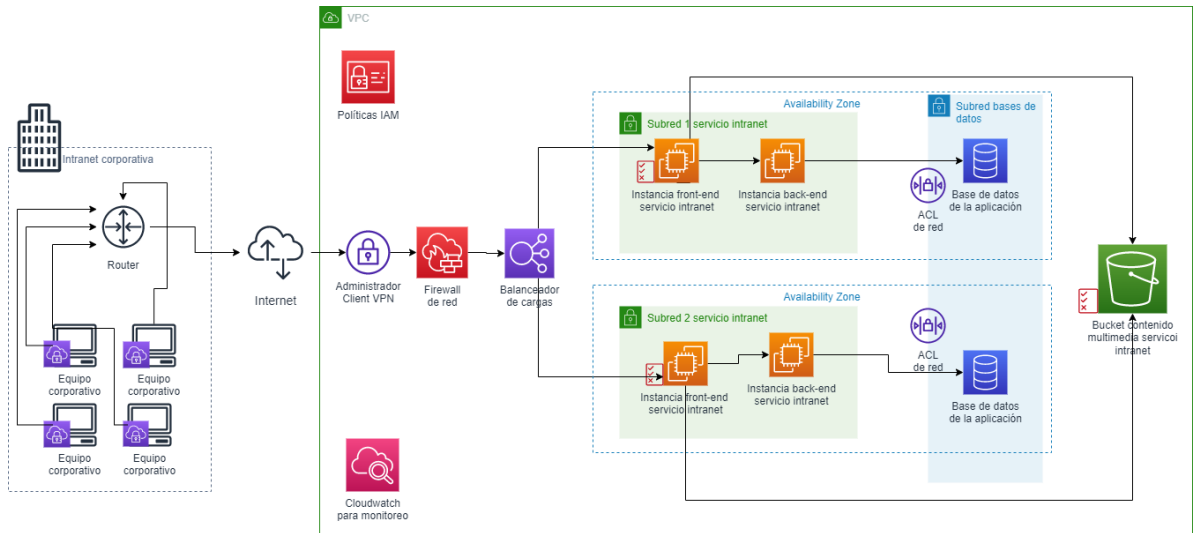 VPC
Políticas IAM
Intranet corporativa
Router
Equipo
corporativo
Equipo
corporativo
Equipo
corporativo
Equipo
corporativo
Internet
Administrador
Client VPN
Firewall
de red
Balanceador
de cargas
Cloudwatch
para monitoreo
Availability Zone
Subred 1 servicio intranet
Instancia front-end
servicio intranet
Instancia back-end
servicio intranet
Subred bases de
datos
ACL
de red
Base de datos
de la aplicación
Availability Zone
Subred 2 servicio intranet
Instancia front-end
servicio intranet
Instancia back-end
servicio intranet
ACL
de red
Base de datos
de la aplicación
Bucket contenido
multimedia servicoi
intranet